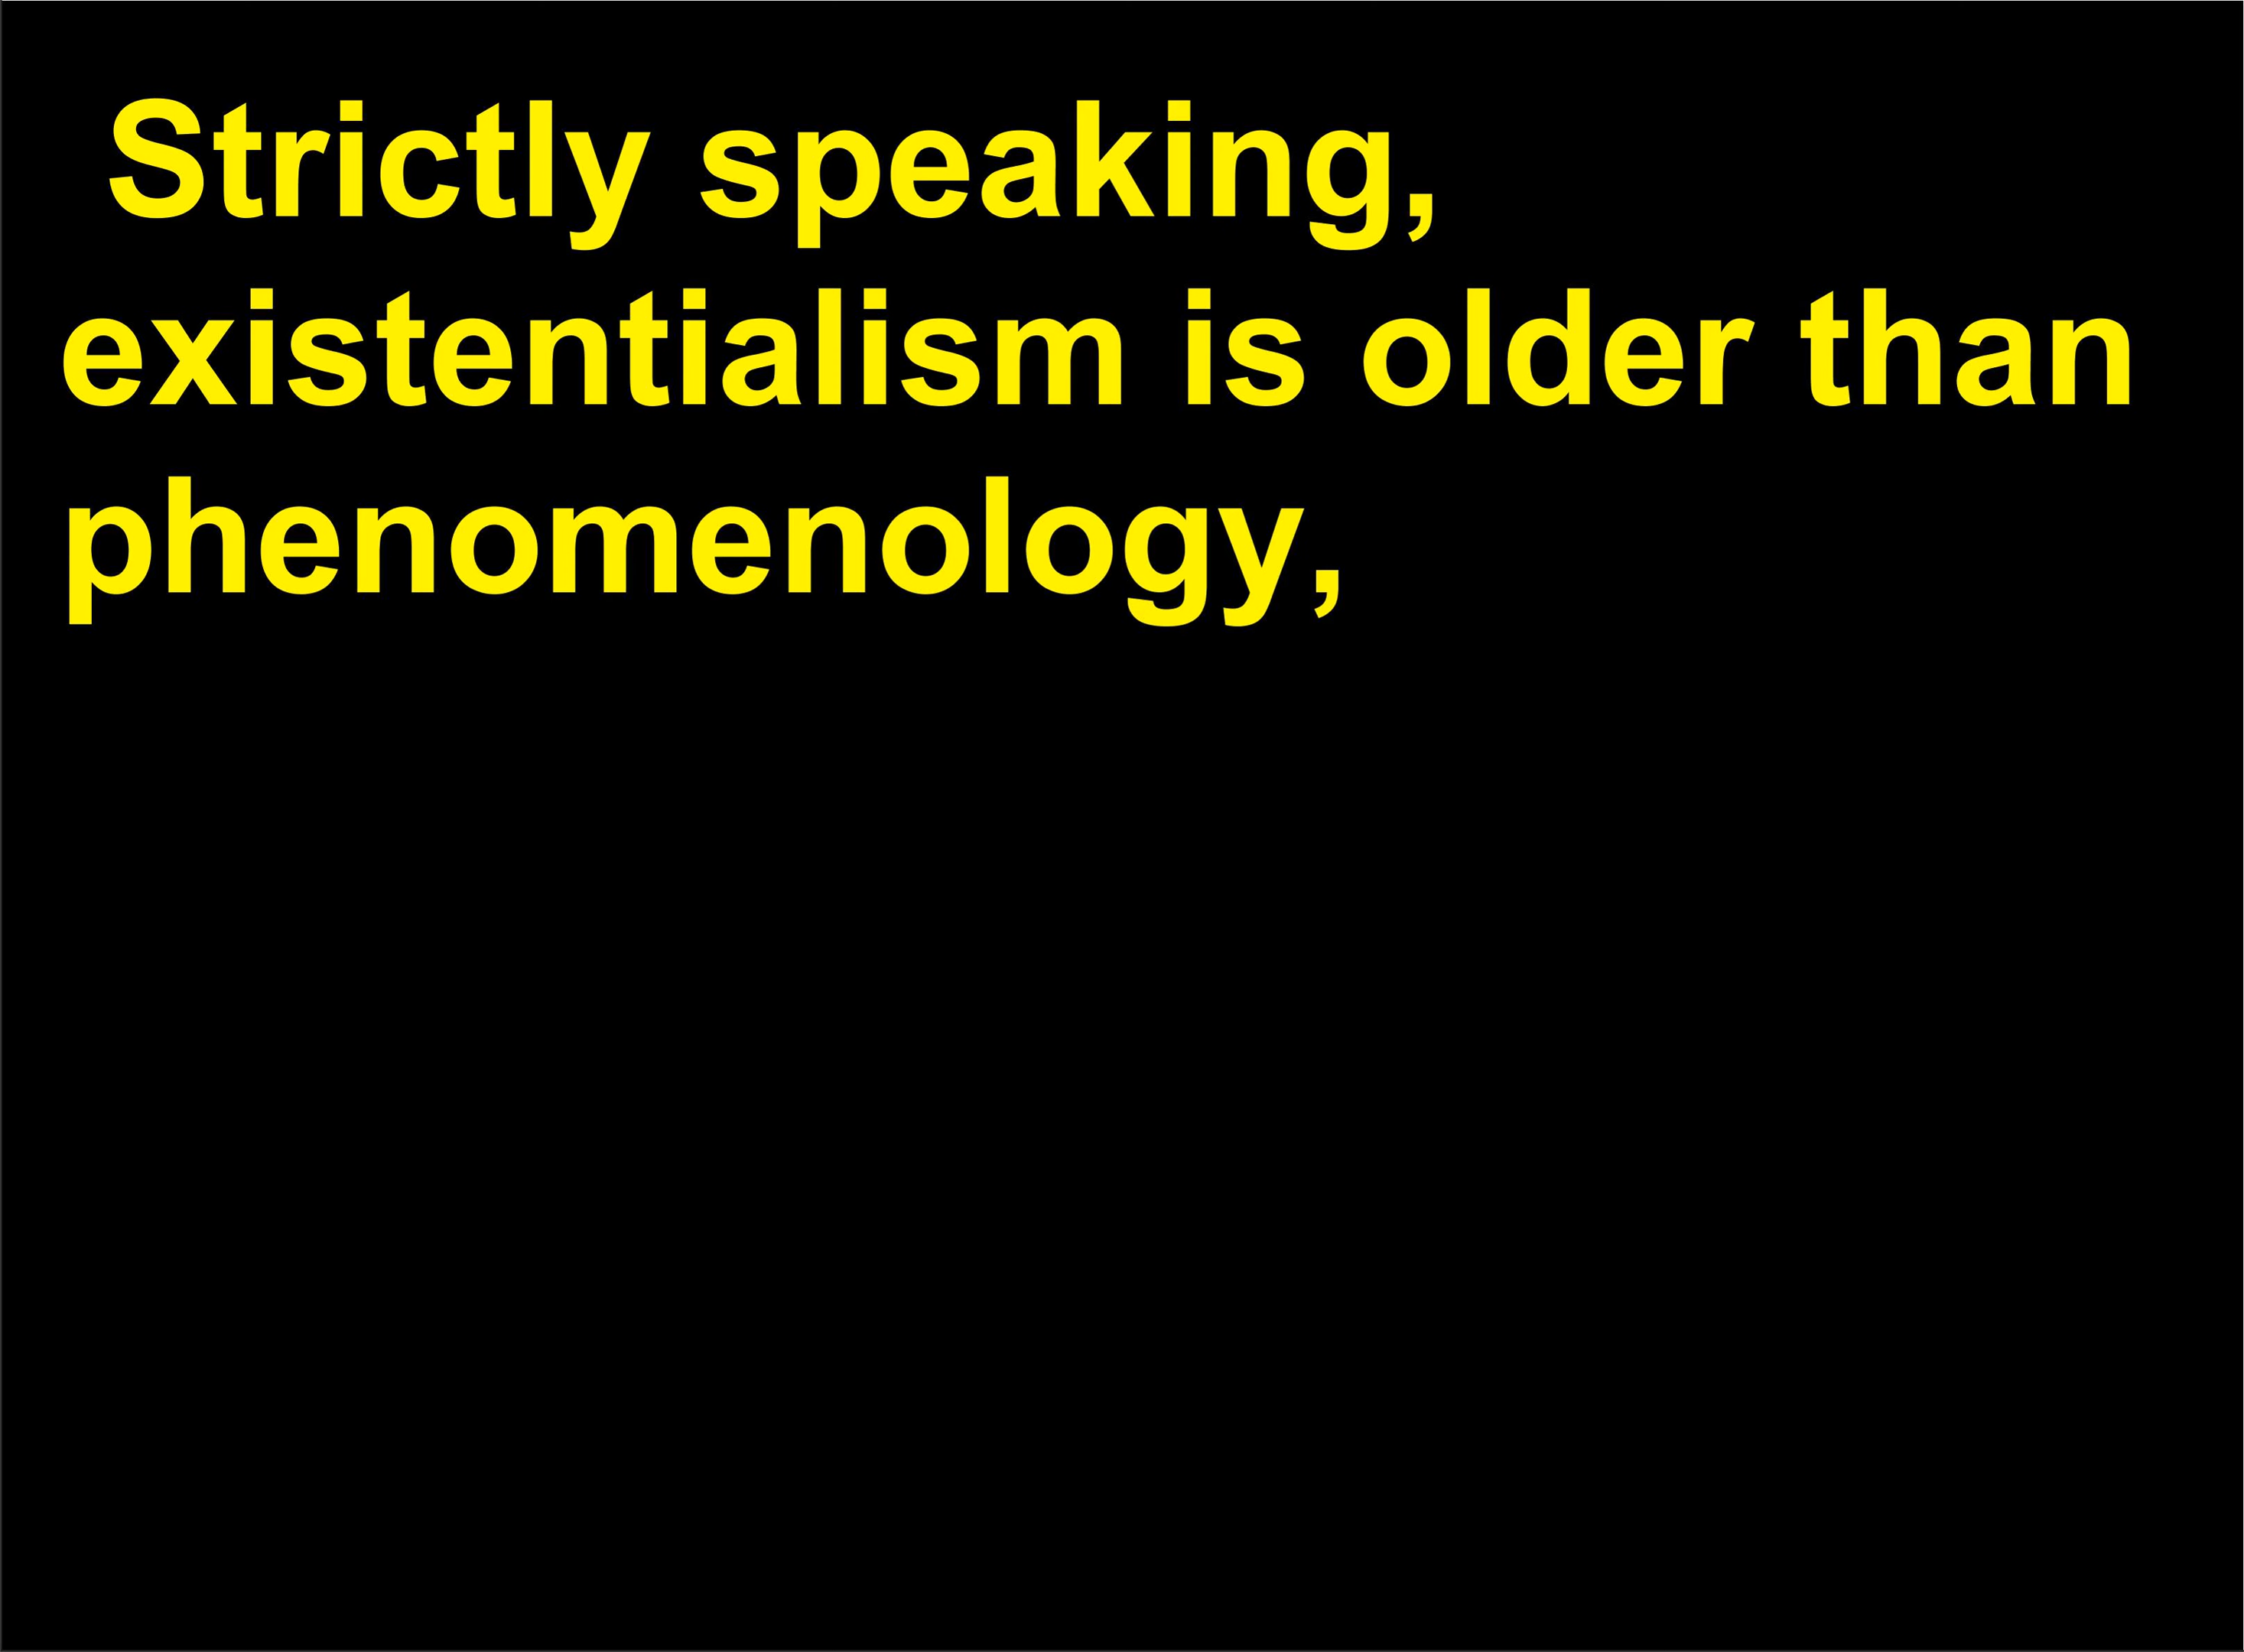 Strictly speaking,
existentialism is older than
phenomenology,